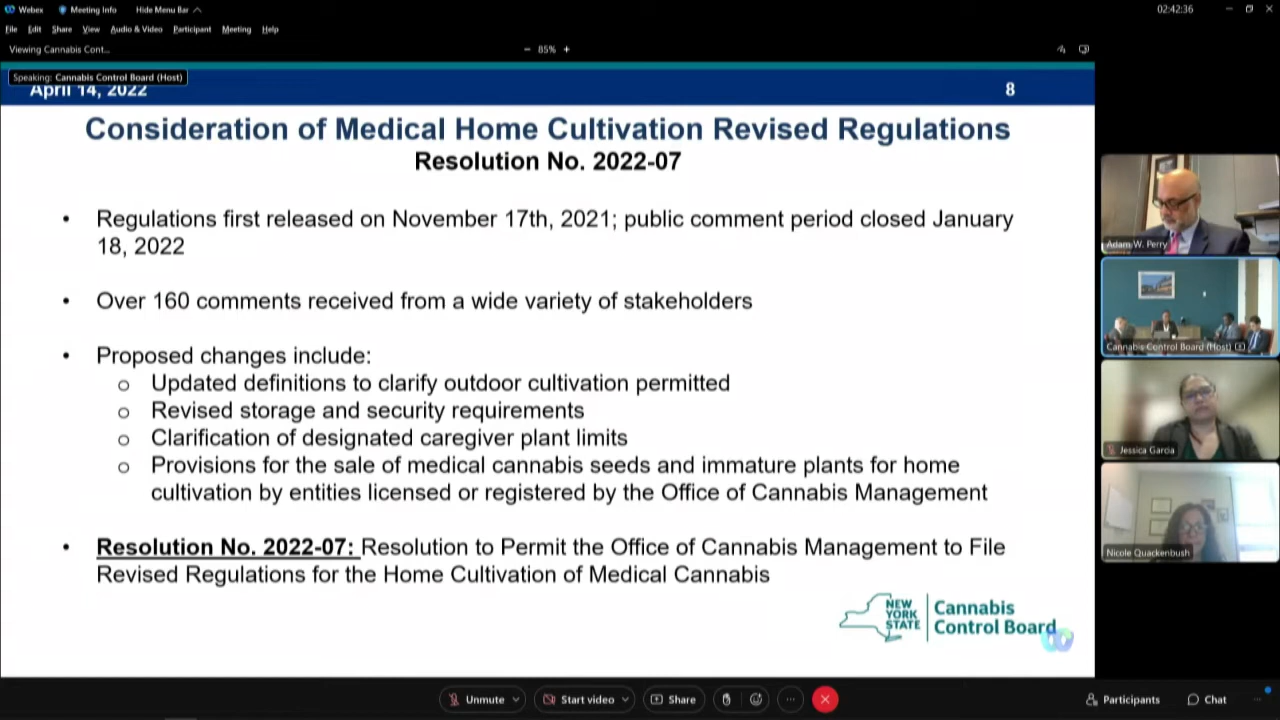 Webex Meeting Info Hide Menu Bar 02:42:36
File Edit Share View Audio & Video Participant Meeting Help
Viewing Cannabis Cont... 85%
Speaking: Cannabis Control Board (Host)
April 14, 2022 8
Consideration of Medical Home Cultivation Revised Regulations
Resolution No. 2022-07
• Regulations first released on November 17th, 2021; public comment period closed January
18, 2022
• Over 160 comments received from a wide variety of stakeholders
• Proposed changes include:
o Updated definitions to clarify outdoor cultivation permitted
o Revised storage and security requirements
o Clarification of designated caregiver plant limits
o Provisions for the sale of medical cannabis seeds and immature plants for home
cultivation by entities licensed or registered by the Office of Cannabis Management
• Resolution No. 2022-07: Resolution to Permit the Office of Cannabis Management to File
Revised Regulations for the Home Cultivation of Medical Cannabis
NEW
YORK
STATE
Cannabis
Control Board
Adam W. Perry
Cannabis Control Board (Host)
Jessica Garcia
Nicole Quackenbush
Unmute Start video Share Participants Chat